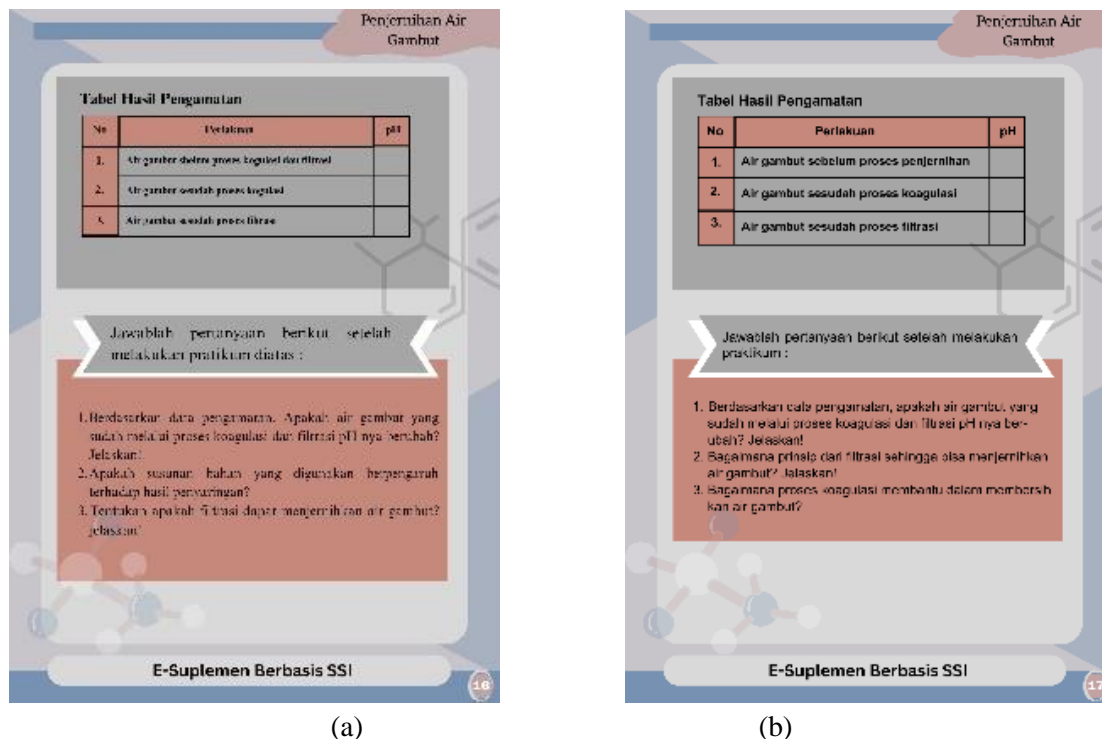 Penjernihan Air
Gambut
Tabel Hasil Pengamatan
No Perlakuan pH
1. Air gambut sbelum proses kogulasi dan filtrasi
2. Air gambut sesudah proses kogulasi
3. Air gambut sesudah proses filtrasi
Jawablah pertanyaan berikut setelah
melakukan pratikum diatas :
1. Berdasarkan data pengamatan. Apakah air gambut yang
sudah melalui proses koagulasi dan filtrasi pH nya berubah?
Jelaskan!
2. Apakah susunan bahan yang digunakan berpengaruh
terhadap hasil penyaringan?
3. Tentukan apakah filtrasi dapat menjernihkan air gambut?
jelaskan!
E-Suplemen Berbasis SSI
16
(a)
Penjernihan Air
Gambut
Tabel Hasil Pengamatan
No Perlakuan pH
1. Air gambut sebelum proses penjernihan
2. Air gambut sesudah proses koagulasi
3. Air gambut sesudah proses filtrasi
Jawablah pertanyaan berikut setelah melakukan
praktikum :
1. Berdasarkan data pengamatan, apakah air gambut yang
sudah melalui proses koagulasi dan filtrasi pH nya ber-
ubah? Jelaskan!
2. Bagaimana prinsip dari filtrasi sehingga bisa menjernihkan
air gambut? Jelaskan!
3. Bagaimana proses koagulasi membantu dalam membersih
kan air gambut?
E-Suplemen Berbasis SSI
17
(b)